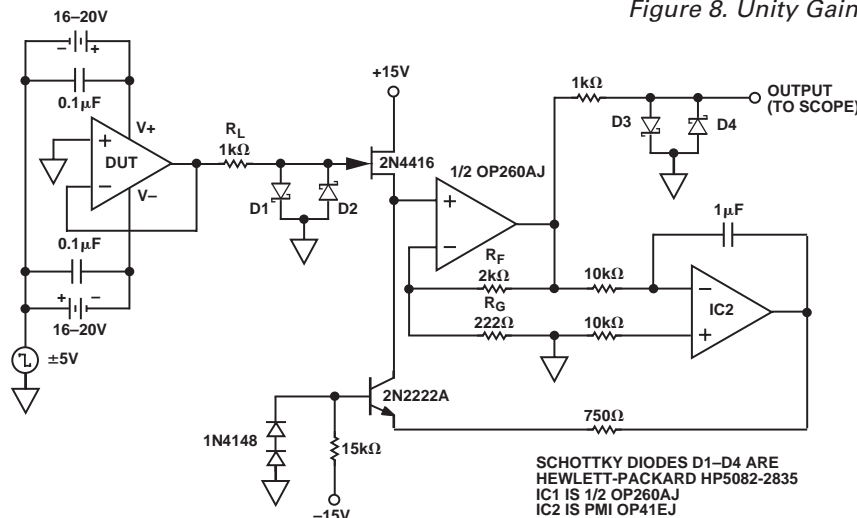 Figure 8. Unity Gain
16–20V
– +
+15V
0.1µF
V+
1kΩ
OUTPUT
(TO SCOPE)
D3
D4
RL
1kΩ
+
DUT
–
2N4416
1/2 OP260AJ
V–
D1
D2
+
–
1µF
0.1µF
RF
2kΩ
10kΩ
–
RG
IC2
+ –
16–20V
222Ω
10kΩ
+
±5V
2N2222A
1N4148
15kΩ
750Ω
–15V
SCHOTTKY DIODES D1–D4 ARE
HEWLETT-PACKARD HP5082-2835
IC1 IS 1/2 OP260AJ
IC2 IS PMI OP41EJ